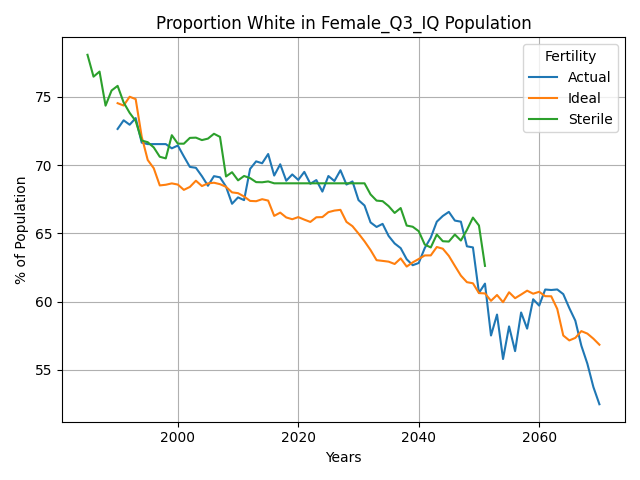 Proportion White in Female_Q3_IQ Population
Fertility
Actual
Ideal
Sterile
% of Population
75
70
65
60
55
2000
2020
2040
2060
Years